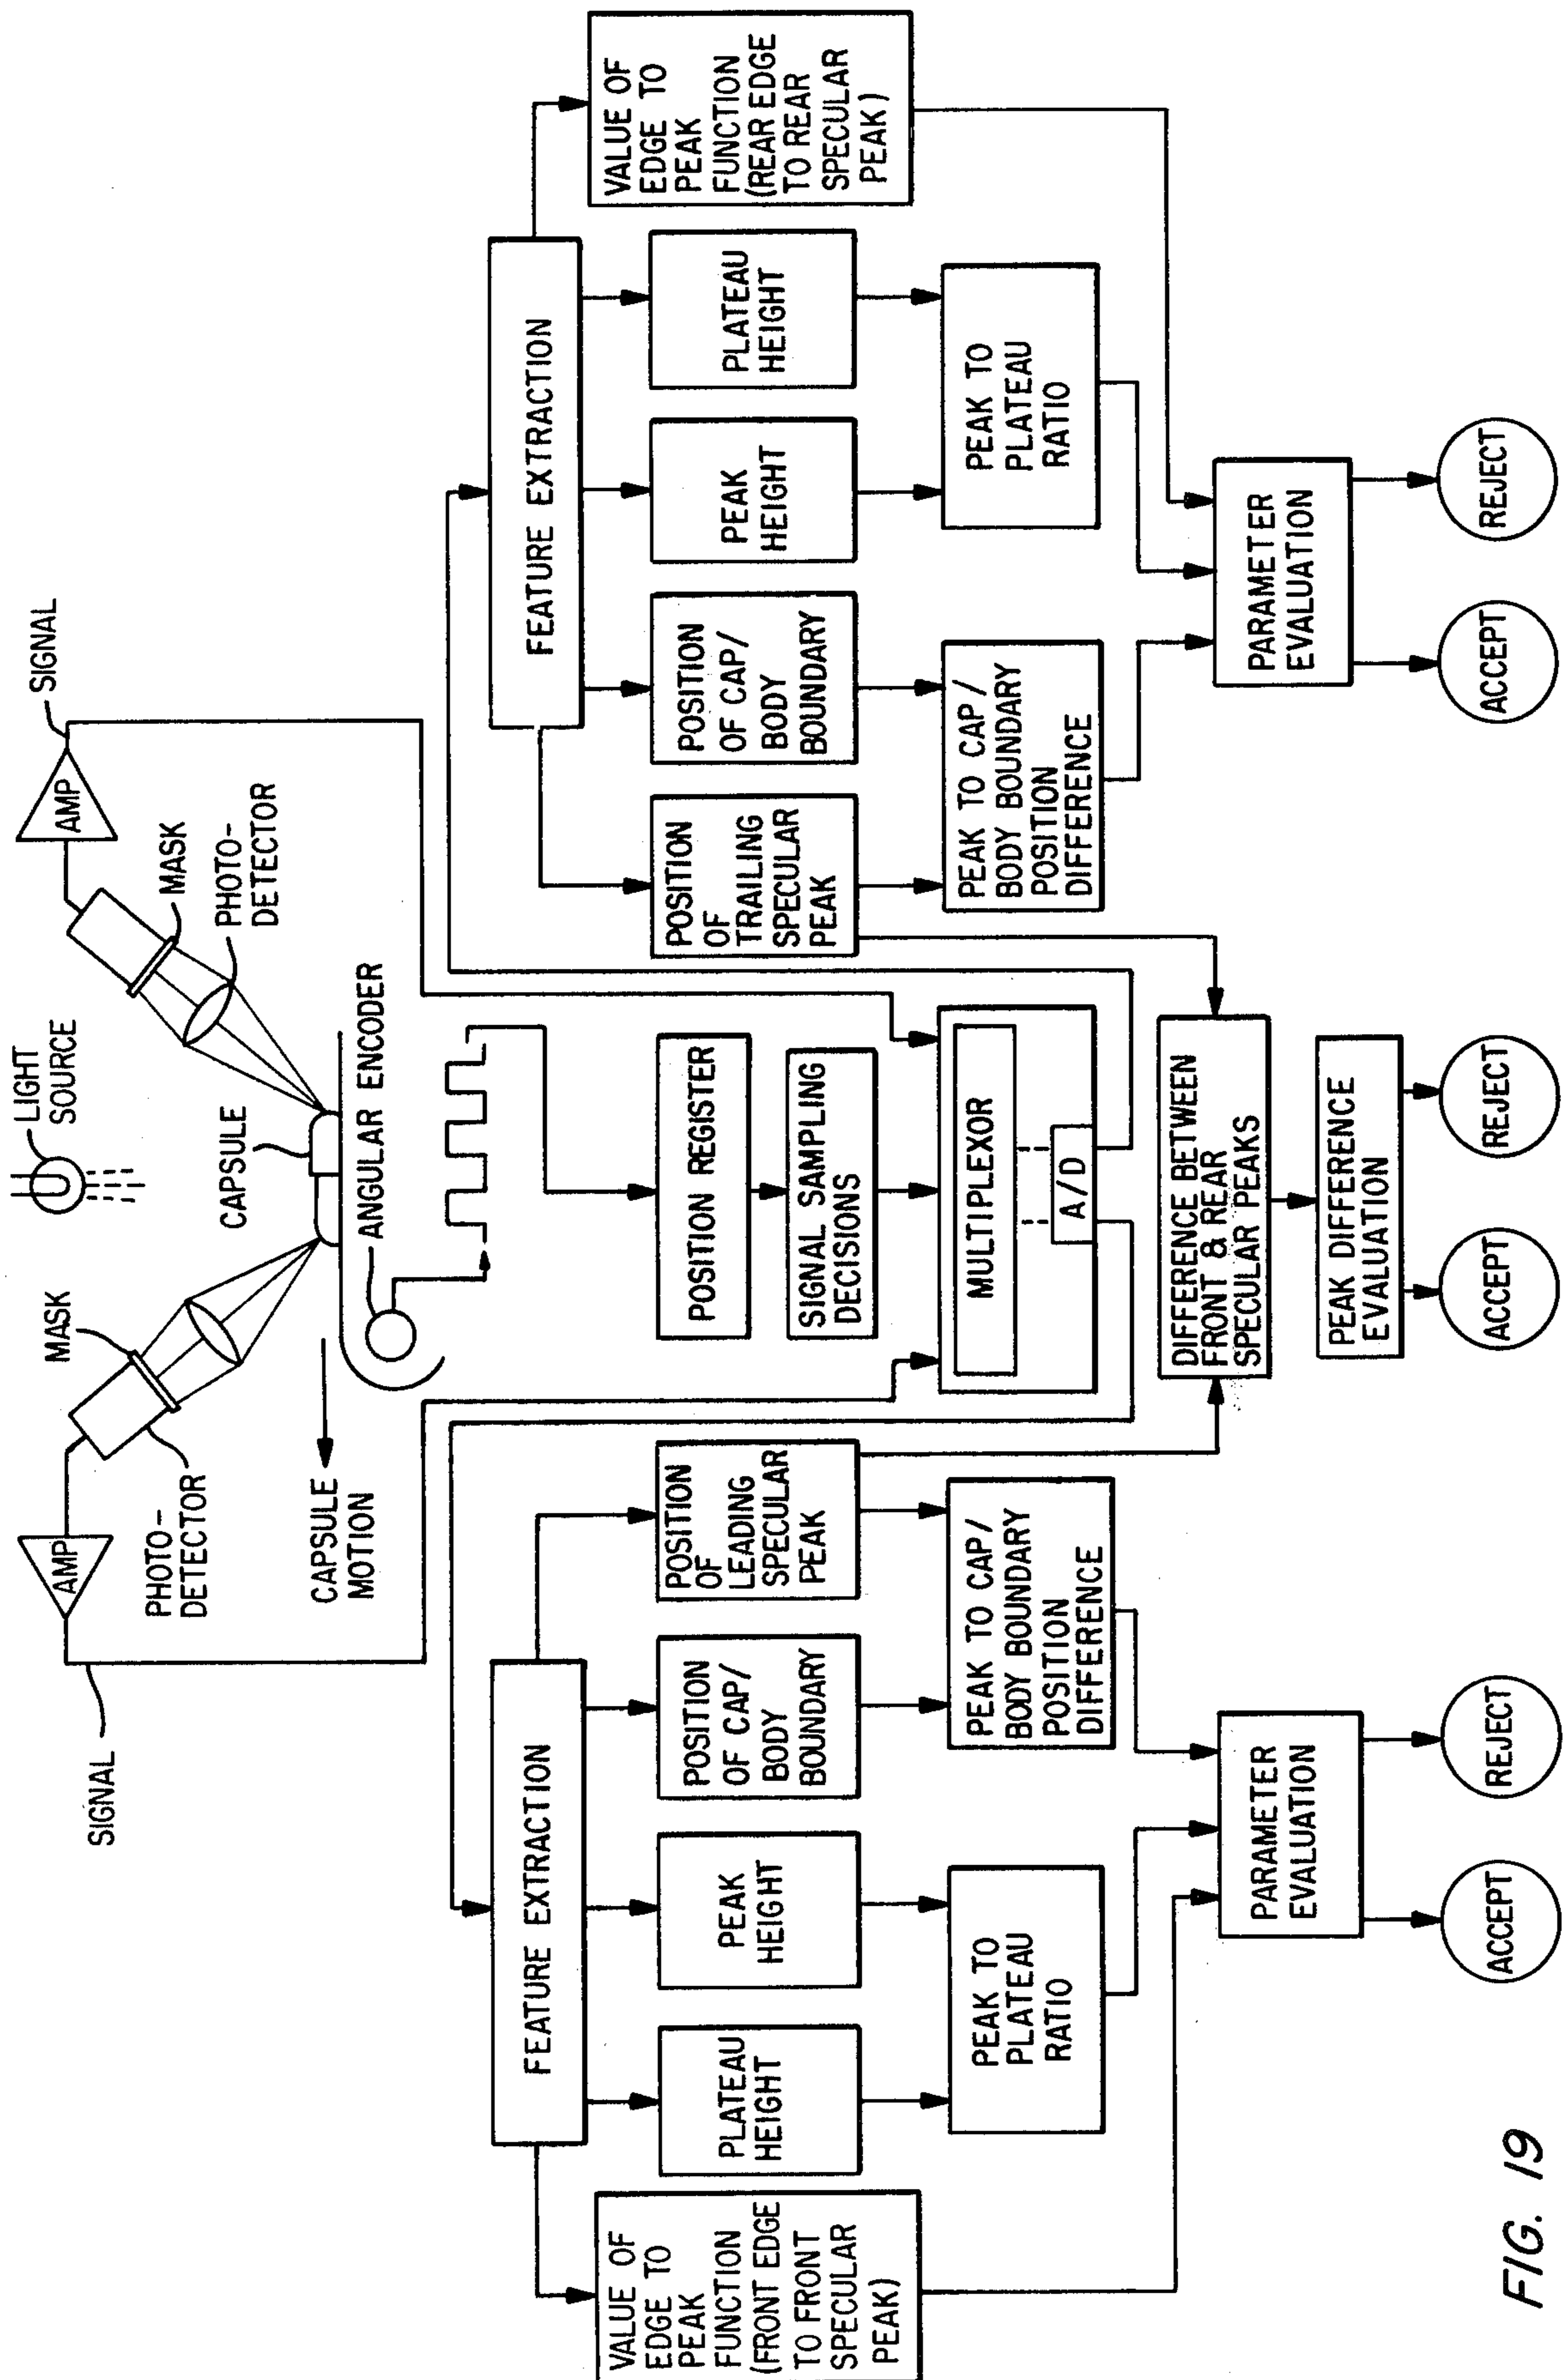 LIGHT
SOURCE
SIGNAL
AMP
PHOTO-
DETECTOR
MASK
CAPSULE
MOTION
CAPSULE
ANGULAR ENCODER
MASK
PHOTO-
DETECTOR
AMP
SIGNAL
POSITION REGISTER
SIGNAL SAMPLING
DECISIONS
MULTIPLEXOR
A/D
FEATURE EXTRACTION
VALUE OF
EDGE TO
PEAK
FUNCTION
(FRONT EDGE
TO FRONT
SPECULAR
PEAK)
PLATEAU
HEIGHT
PEAK
HEIGHT
POSITION
OF CAP/
BODY
BOUNDARY
POSITION
OF
LEADING
SPECULAR
PEAK
PEAK TO
PLATEAU
RATIO
PEAK TO CAP/
BODY BOUNDARY
POSITION
DIFFERENCE
PARAMETER
EVALUATION
ACCEPT
REJECT
DIFFERENCE BETWEEN
FRONT & REAR
SPECULAR PEAKS
PEAK DIFFERENCE
EVALUATION
ACCEPT
REJECT
FEATURE EXTRACTION
POSITION
OF
TRAILING
SPECULAR
PEAK
POSITION
OF CAP/
BODY
BOUNDARY
PEAK
HEIGHT
PLATEAU
HEIGHT
VALUE OF
EDGE TO
PEAK
FUNCTION
(REAR EDGE
TO REAR
SPECULAR
PEAK)
PEAK TO CAP/
BODY BOUNDARY
POSITION
DIFFERENCE
PEAK TO
PLATEAU
RATIO
PARAMETER
EVALUATION
ACCEPT
REJECT
FIG. 19